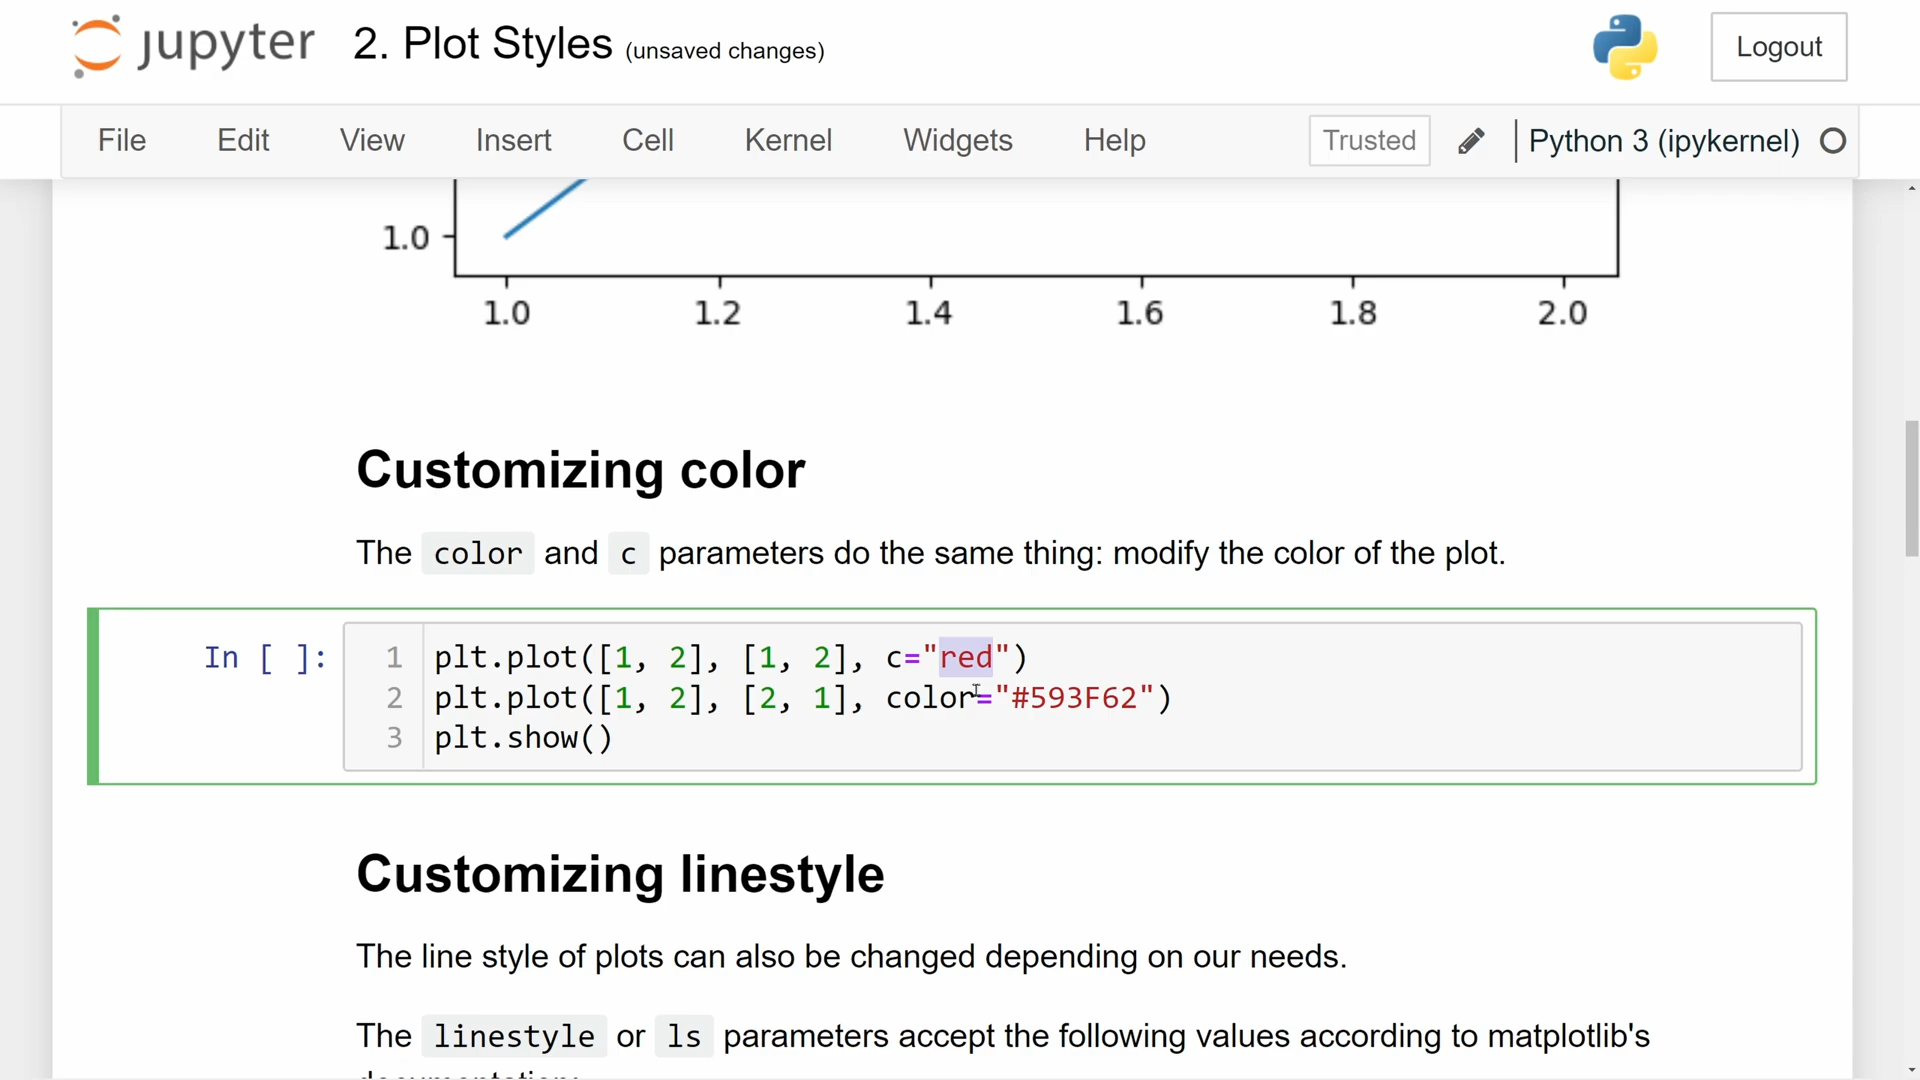 jupyter 2. Plot Styles (unsaved changes) Logout
File Edit View Insert Cell Kernel Widgets Help Trusted Python 3 (ipykernel)
1.0
1.0 1.2 1.4 1.6 1.8 2.0
Customizing color
The color and c parameters do the same thing: modify the color of the plot.
In [ ]: 1 plt.plot([1, 2], [1, 2], c="red")
2 plt.plot([1, 2], [2, 1], color="#593F62")
3 plt.show()
Customizing linestyle
The line style of plots can also be changed depending on our needs.
The linestyle or ls parameters accept the following values according to matplotlib's